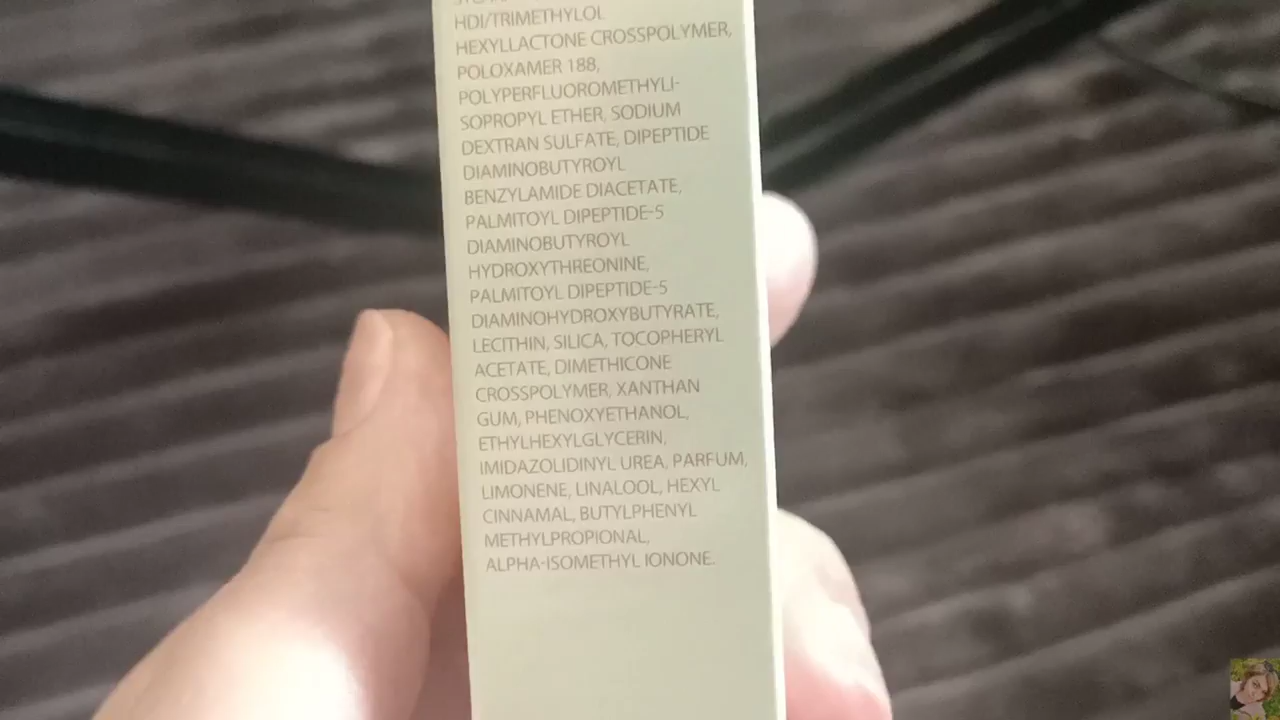 HDI/TRIMETHYLOL
HEXYLLACTONE CROSSPOLYMER,
POLOXAMER 188,
POLYPERFLUOROMETHYLI-
SOPROPYL ETHER, SODIUM
DEXTRAN SULFATE, DIPEPTIDE
DIAMINOBUTYROYL
BENZYLAMIDE DIACETATE,
PALMITOYL DIPEPTIDE-5
DIAMINOBUTYROYL
HYDROXYTHREONINE,
PALMITOYL DIPEPTIDE-5
DIAMINOHYDROXYBUTYRATE,
LECITHIN, SILICA, TOCOPHERYL
ACETATE, DIMETHICONE
CROSSPOLYMER, XANTHAN
GUM, PHENOXYETHANOL,
ETHYLHEXYLGLYCERIN,
IMIDAZOLIDINYL UREA, PARFUM,
LIMONENE, LINALOOL, HEXYL
CINNAMAL, BUTYLPHENYL
METHYLPROPIONAL,
ALPHA-ISOMETHYL IONONE.